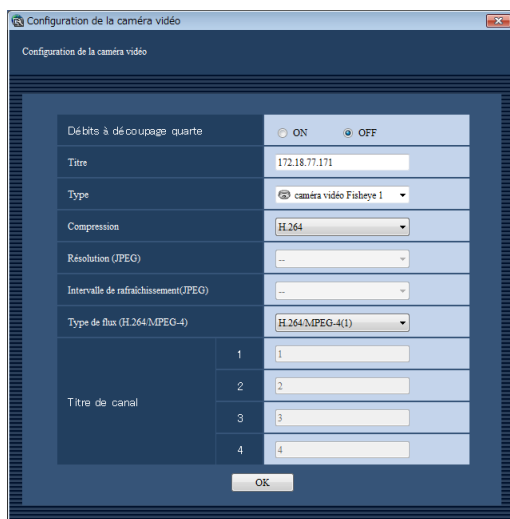 Configuration de la caméra vidéo
Configuration de la caméra vidéo
Débits à découpage quarte ON OFF
Titre 172.18.77.171
Type caméra vidéo Fisheye 1
Compression H.264
Résolution (JPEG) --
Intervalle de rafraîchissement(JPEG) --
Type de flux (H.264/MPEG-4) H.264/MPEG-4(1)
Titre de canal
1 1
2 2
3 3
4 4
OK